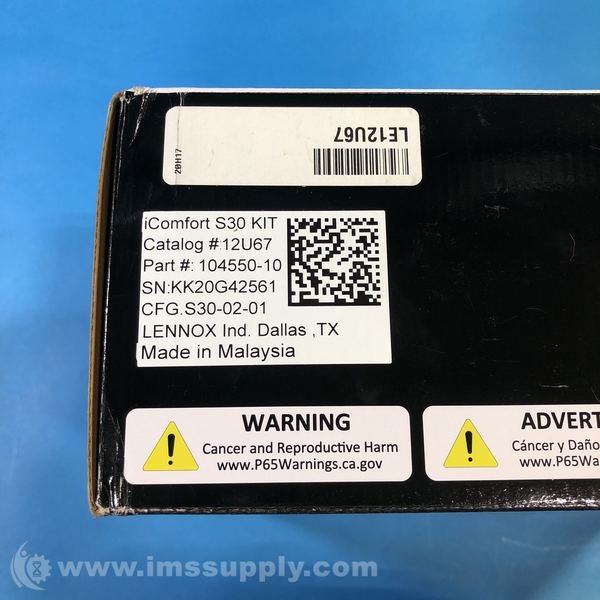 LE12U67
20H17
iComfort S30 KIT
Catalog #:12U67
Part #: 104550-10
SN:KK20G42561
CFG.S30-02-01
LENNOX Ind. Dallas ,TX
Made in Malaysia
WARNING
Cancer and Reproductive Harm
www.P65Warnings.ca.gov
ADVERT
Cáncer y Daño
www.P65Wa
www.imssupply.com